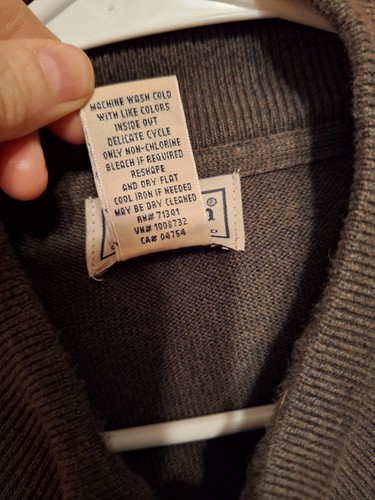 MACHINE WASH COLD
WITH LIKE COLORS
INSIDE OUT
DELICATE CYCLE
ONLY NON-CHLORINE
BLEACH IF REQUIRED
RESHAPE
AND DRY FLAT
COOL IRON IF NEEDED
MAY BE DRY CLEANED
RN# 71341
VN# 1008732
CA# 06754